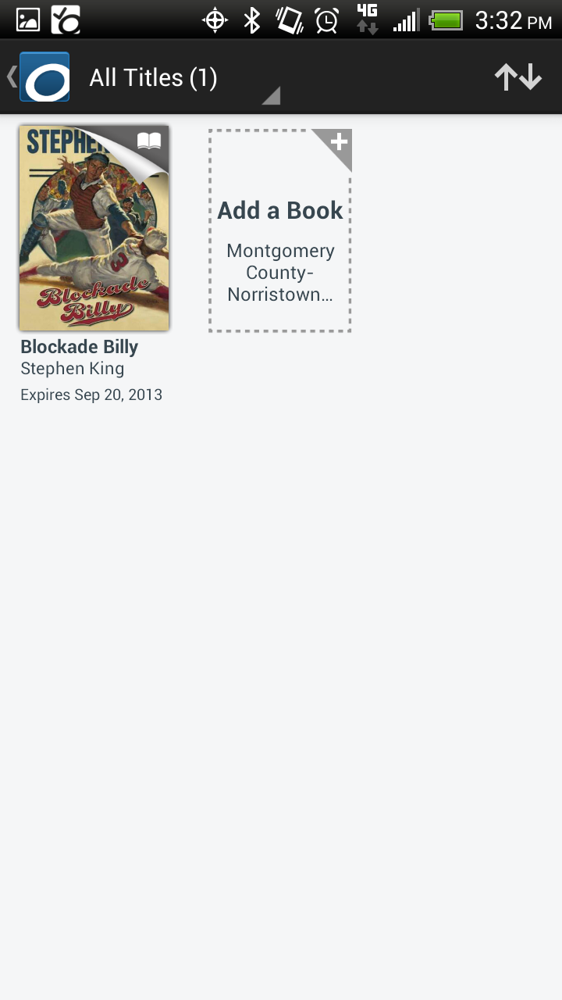 4G
3:32 PM
All Titles (1)
STEPHE
Blockade
Billy
3
Blockade Billy
Stephen King
Expires Sep 20, 2013
Add a Book
Montgomery
County-
Norristown...